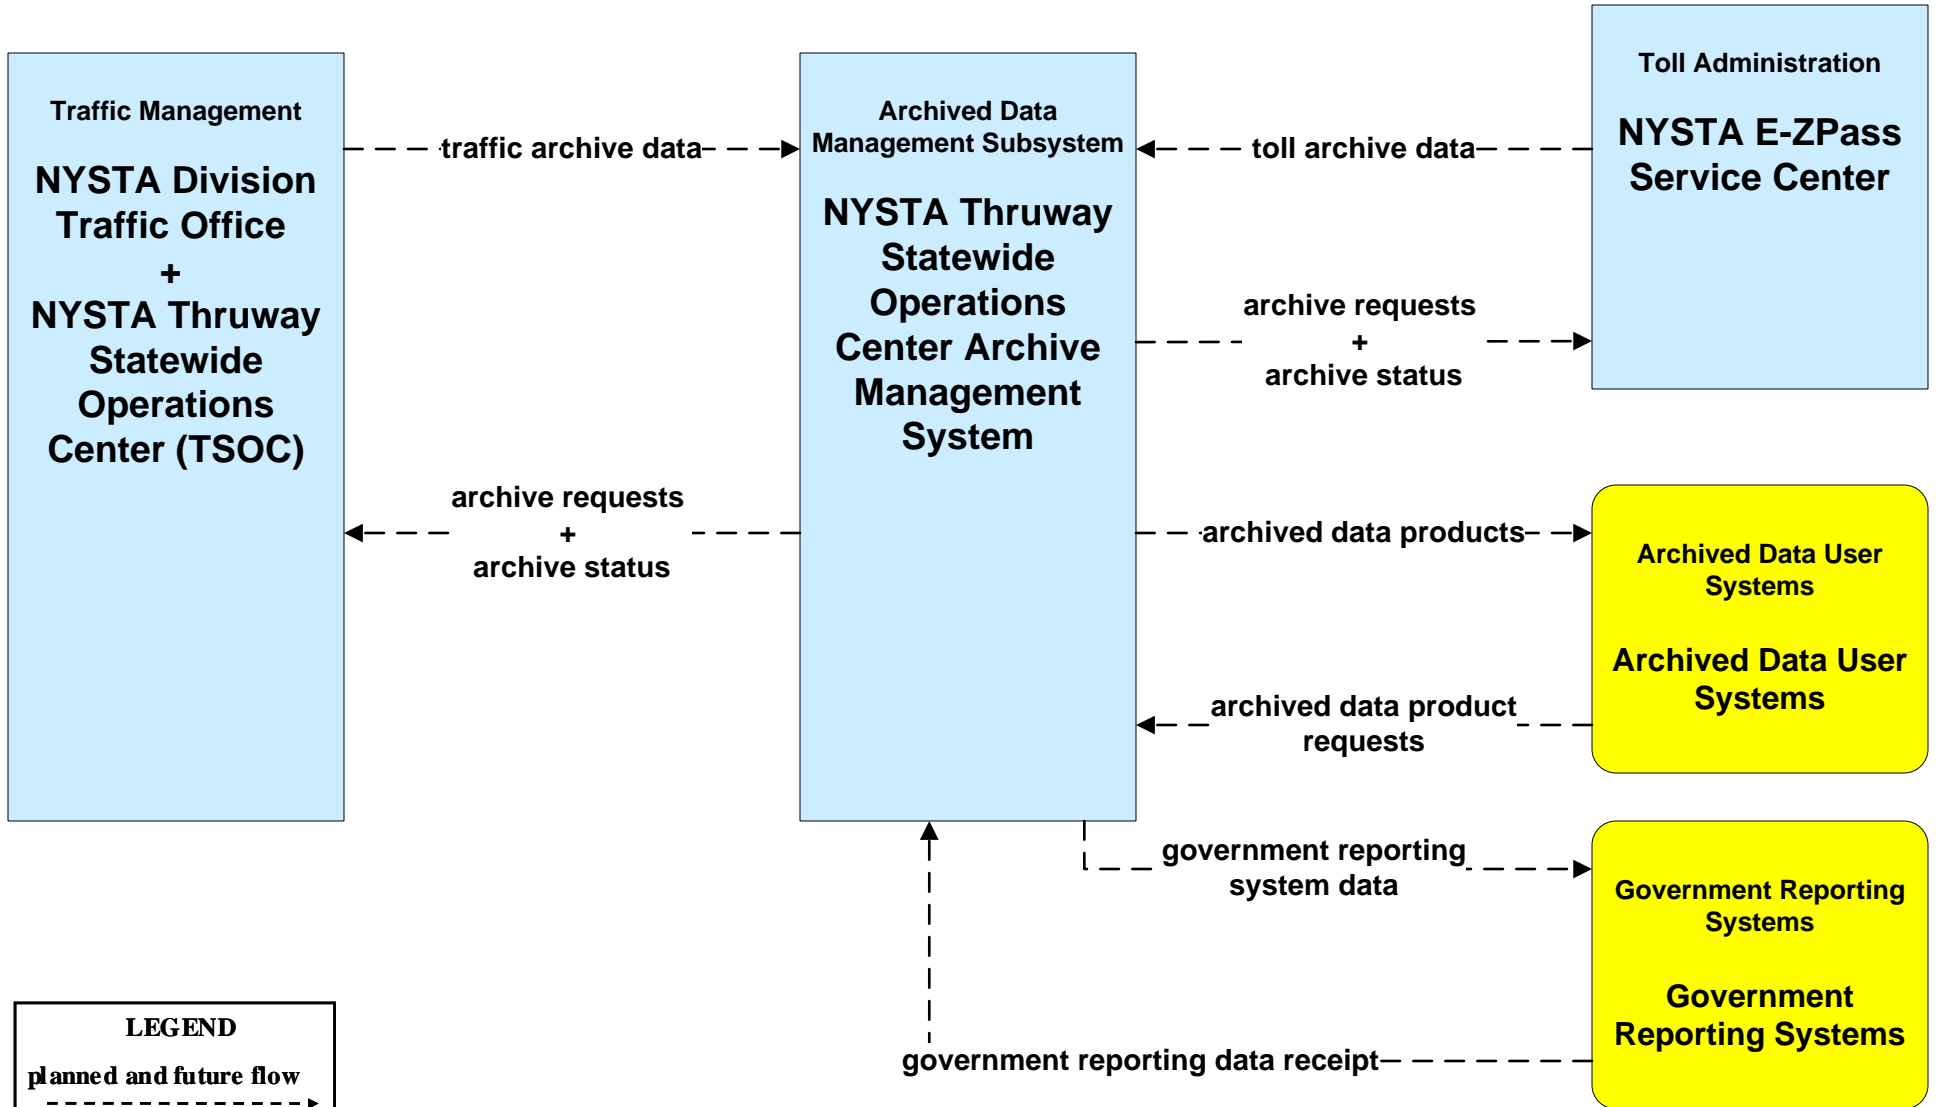 Traffic Management
NYSTA Division
Traffic Office
+
NYSTA Thruway
Statewide
Operations
Center (TSOC)
traffic archive data
archive requests
+
archive status
Archived Data
Management Subsystem
NYSTA Thruway
Statewide
Operations
Center Archive
Management
System
toll archive data
archive requests
+
archive status
archived data products
archived data product
requests
government reporting
system data
government reporting data receipt
Toll Administration
NYSTA E-ZPass
Service Center
Archived Data User
Systems
Archived Data User
Systems
Government Reporting
Systems
Government
Reporting Systems
LEGEND
planned and future flow